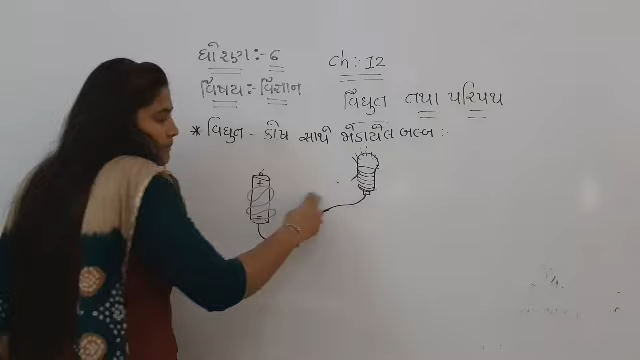 ધોરણ:- 6
Ch:- 12
વિષય:- વિજ્ઞાન
વિદ્યુત તથા પરિપથ
* વિદ્યુત - કોષ સાથે જોડાયેલ બલ્બ :-
+
-